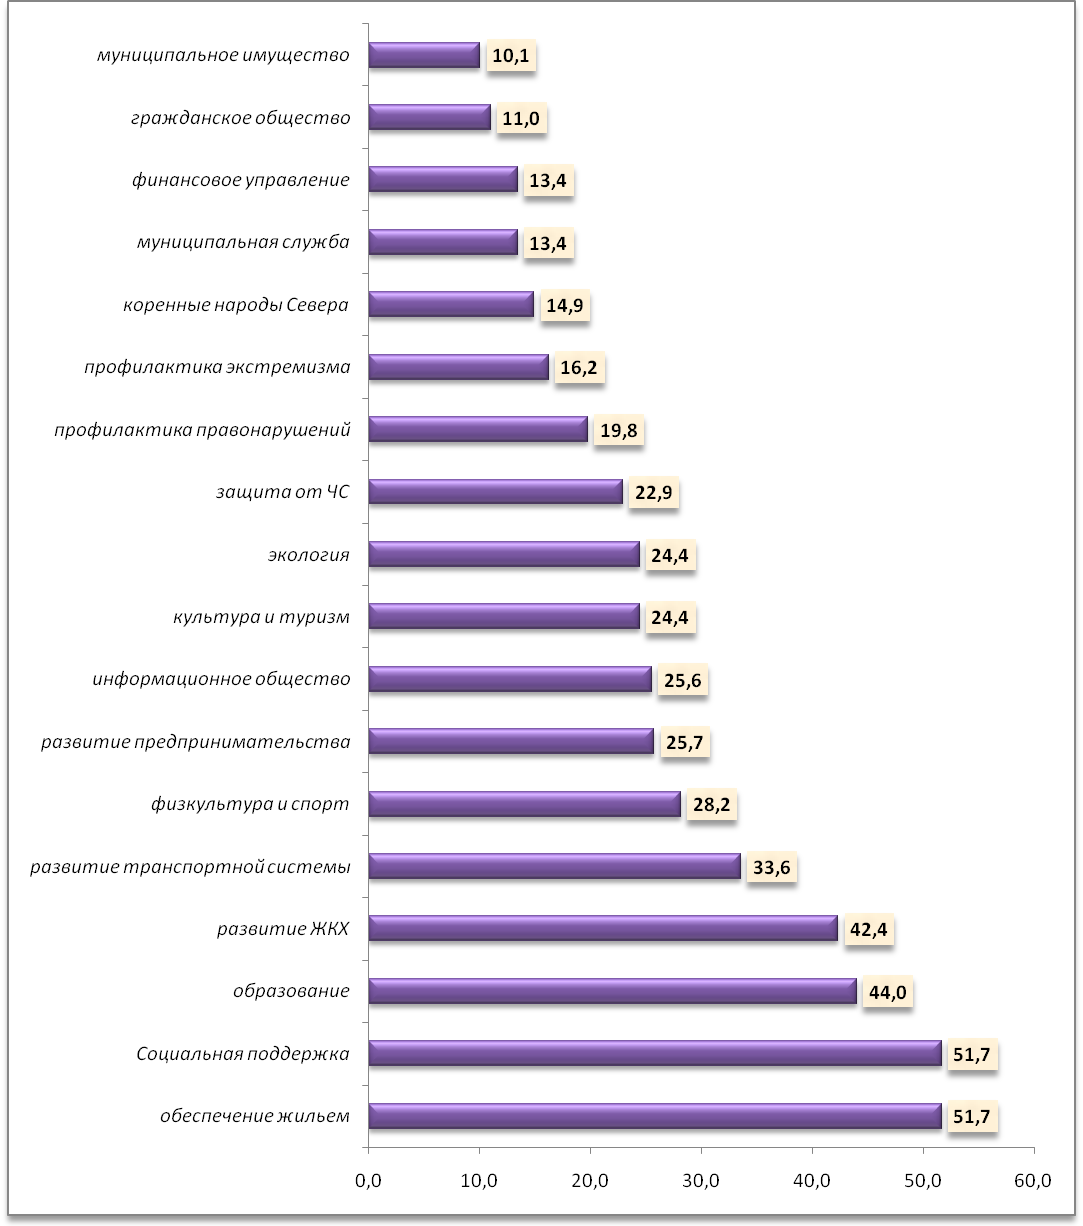 муниципальное имущество 10,1
гражданское общество 11,0
финансовое управление 13,4
муниципальная служба 13,4
коренные народы Севера 14,9
профилактика экстремизма 16,2
профилактика правонарушений 19,8
защита от ЧС 22,9
экология 24,4
культура и туризм 24,4
информационное общество 25,6
развитие предпринимательства 25,7
физкультура и спорт 28,2
развитие транспортной системы 33,6
развитие ЖКХ 42,4
образование 44,0
Социальная поддержка 51,7
обеспечение жильем 51,7
0,0 10,0 20,0 30,0 40,0 50,0 60,0